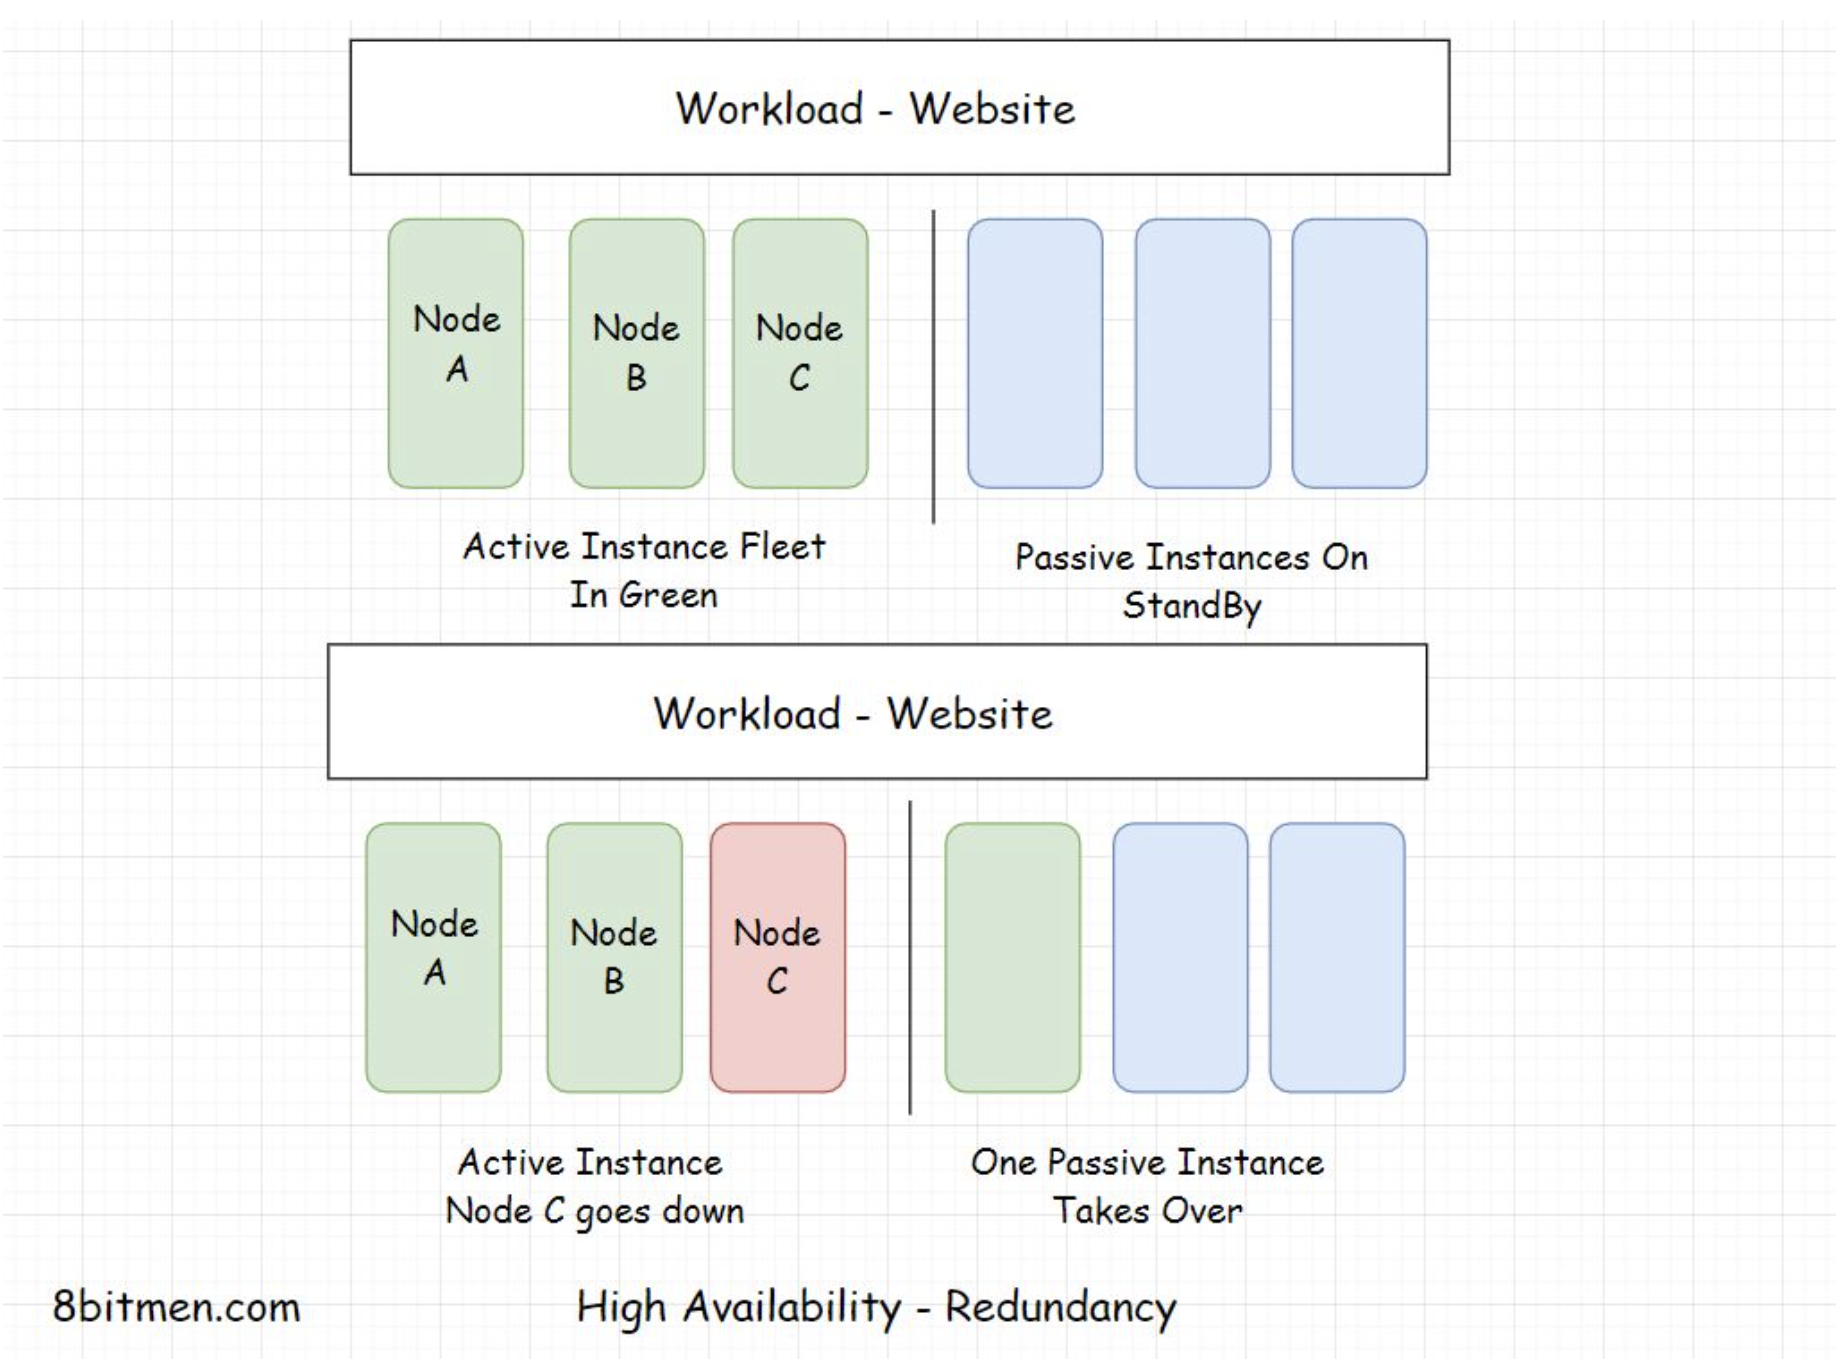 Workload - Website
Node
A
Node
B
Node
C
Active Instance Fleet
In Green
Passive Instances On
StandBy
Workload - Website
Node
A
Node
B
Node
C
Active Instance
Node C goes down
One Passive Instance
Takes Over
8bitmen.com
High Availability - Redundancy